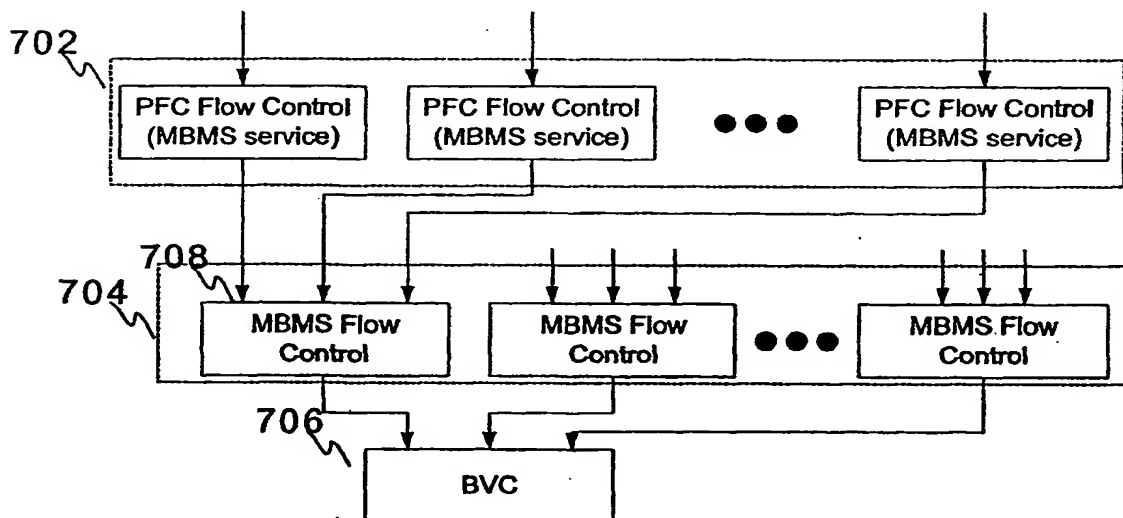 702
PFC Flow Control
(MBMS service)
PFC Flow Control
(MBMS service)
PFC Flow Control
(MBMS service)
704
708
MBMS Flow
Control
MBMS Flow
Control
MBMS Flow
Control
706
BVC